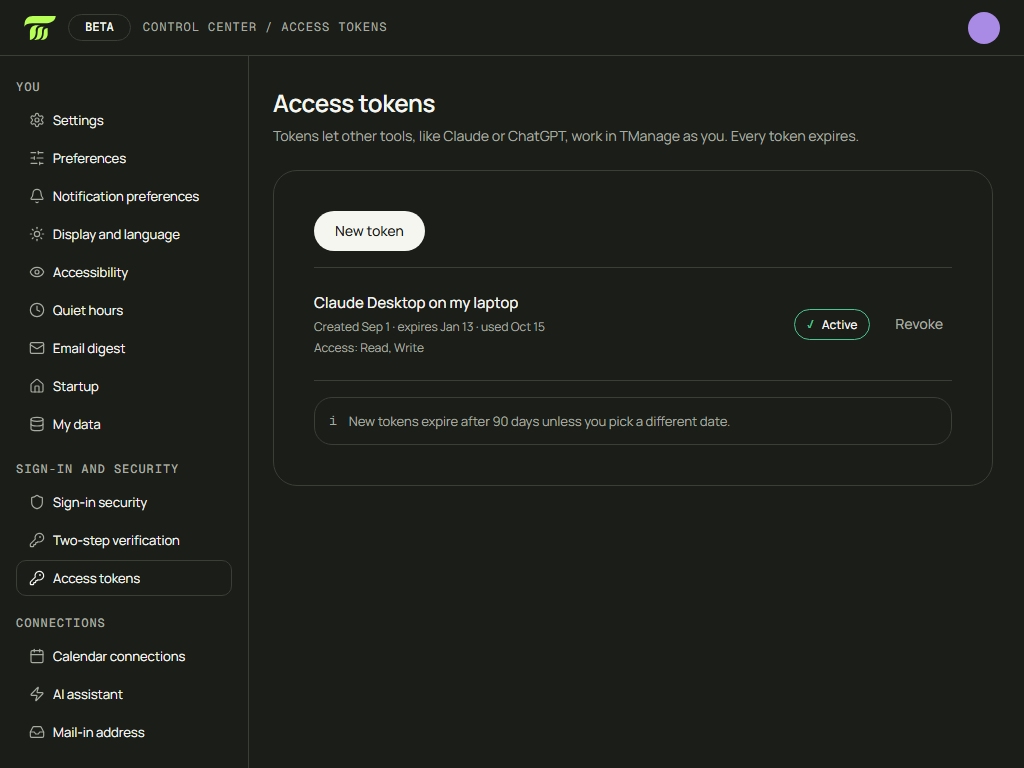 BETA
CONTROL CENTER / ACCESS TOKENS
YOU
Settings
Preferences
Notification preferences
Display and language
Accessibility
Quiet hours
Email digest
Startup
My data
SIGN-IN AND SECURITY
Sign-in security
Two-step verification
Access tokens
CONNECTIONS
Calendar connections
AI assistant
Mail-in address
Access tokens
Tokens let other tools, like Claude or ChatGPT, work in TManage as you. Every token expires.
New token
Claude Desktop on my laptop
Created Sep 1 · expires Jan 13 · used Oct 15
Access: Read, Write
✓ Active
Revoke
i New tokens expire after 90 days unless you pick a different date.